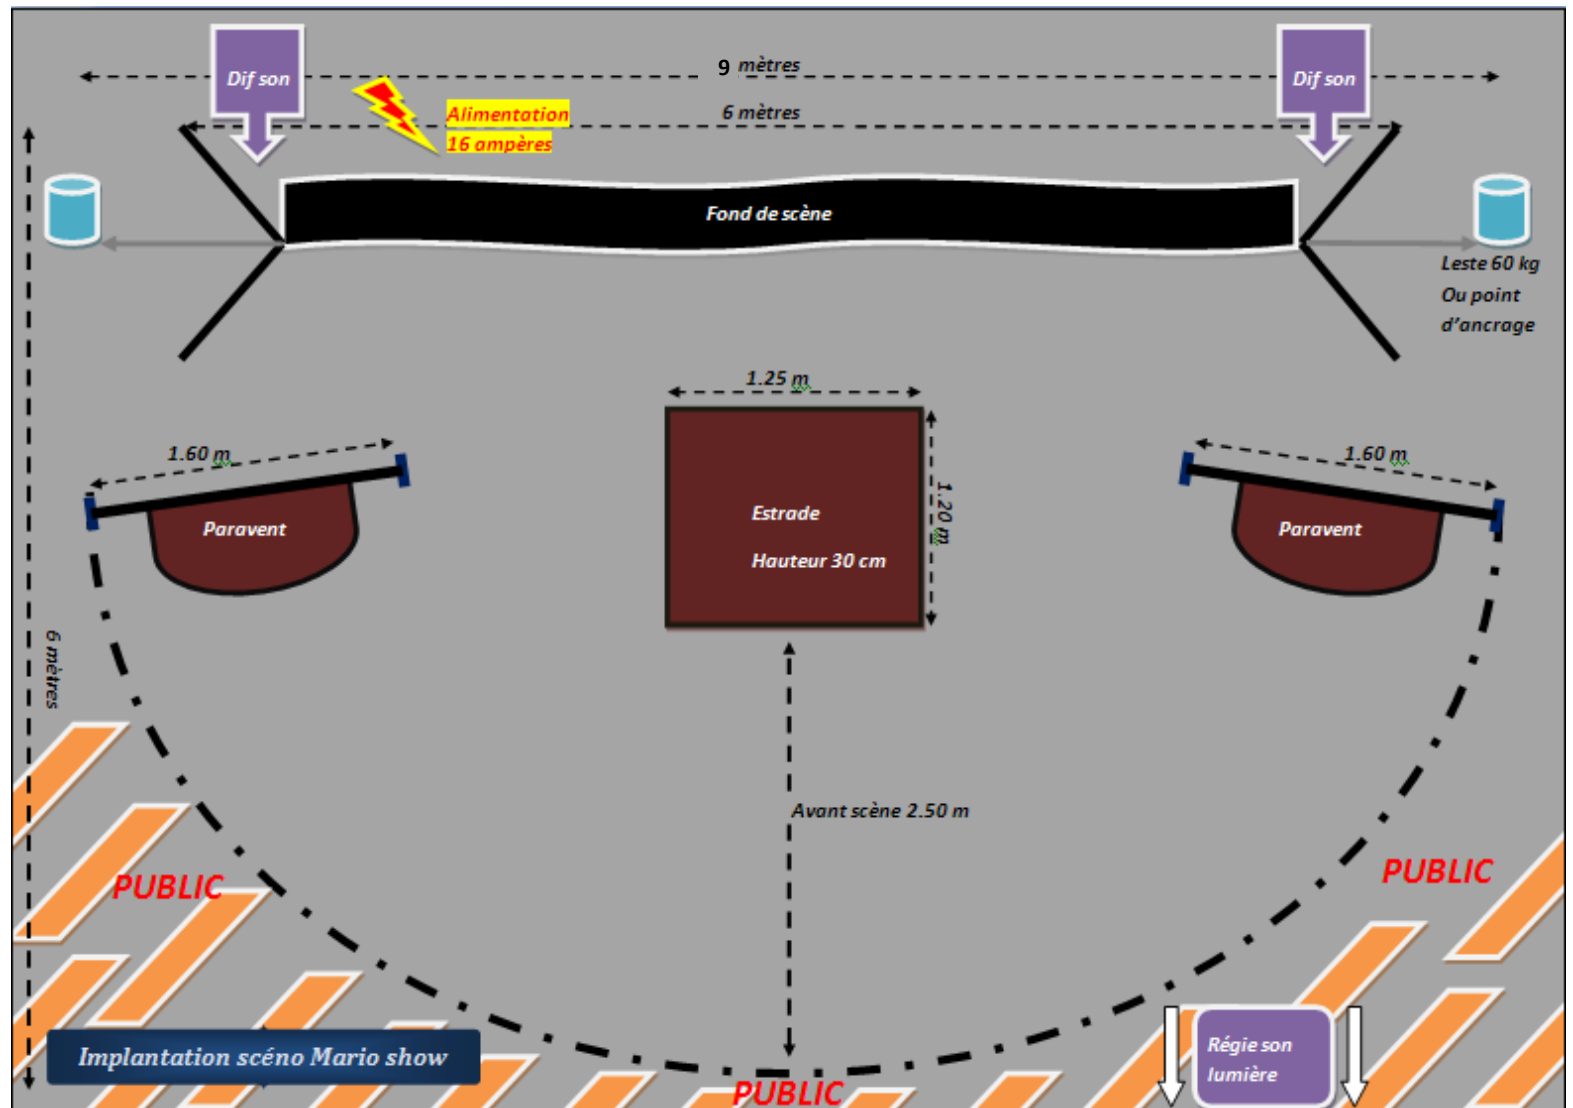 9 mètres
Dif son
Dif son
Alimentation
16 ampères
6 mètres
Fond de scène
Leste 60 kg
Ou point
d'ancrage
1.25 m
1.60 m
1.60 m
1.20 m
Paravent
Estrade
Hauteur 30 cm
Paravent
6 mètres
Avant scène 2.50 m
PUBLIC
PUBLIC
Implantation scéno Mario show
Régie son
lumière
PUBLIC